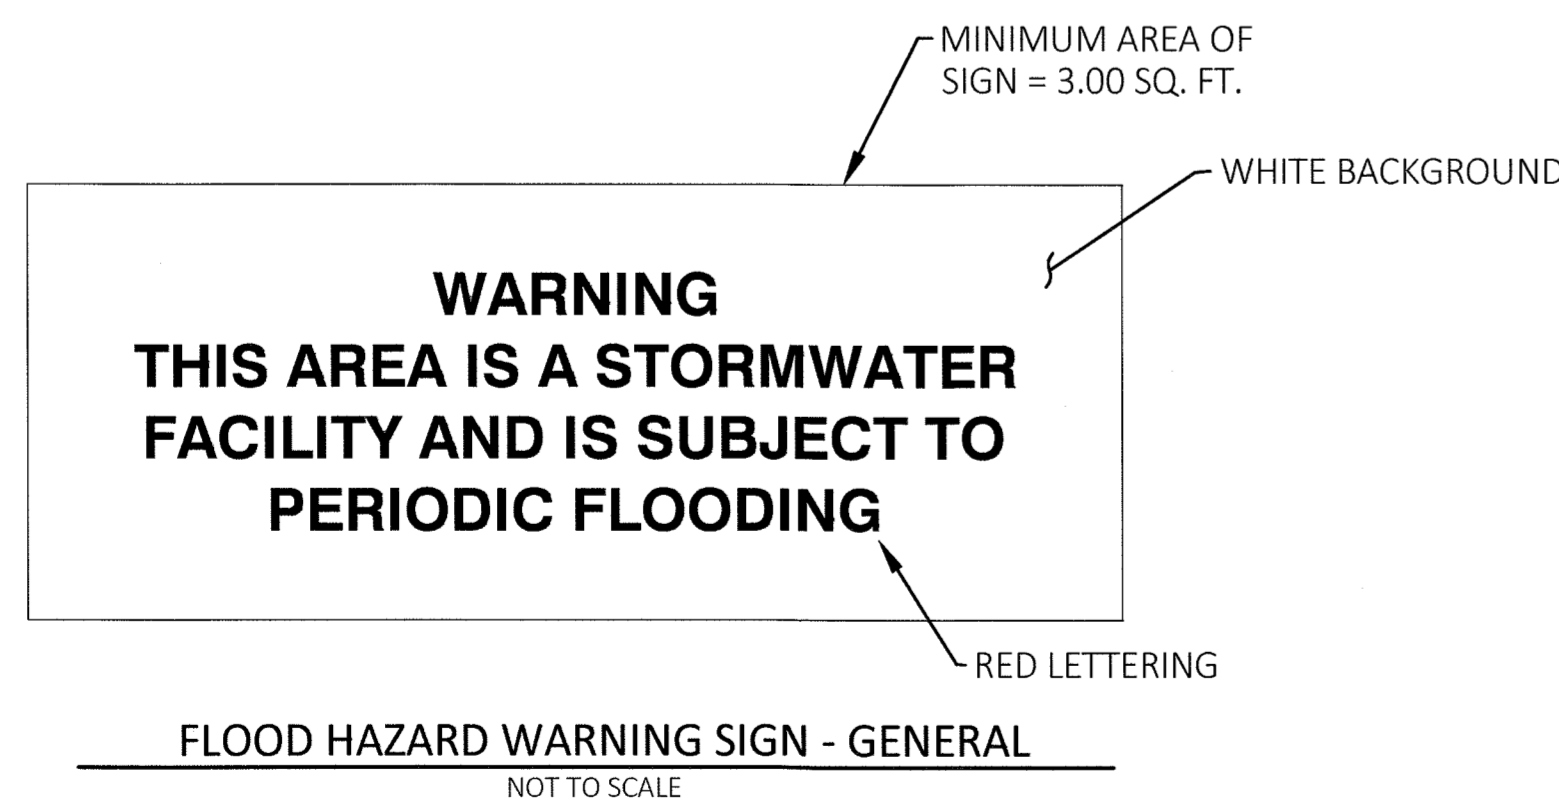 MINIMUM AREA OF
SIGN = 3.00 SQ. FT.
WHITE BACKGROUND
WARNING
THIS AREA IS A STORMWATER
FACILITY AND IS SUBJECT TO
PERIODIC FLOODING
RED LETTERING
FLOOD HAZARD WARNING SIGN - GENERAL
NOT TO SCALE